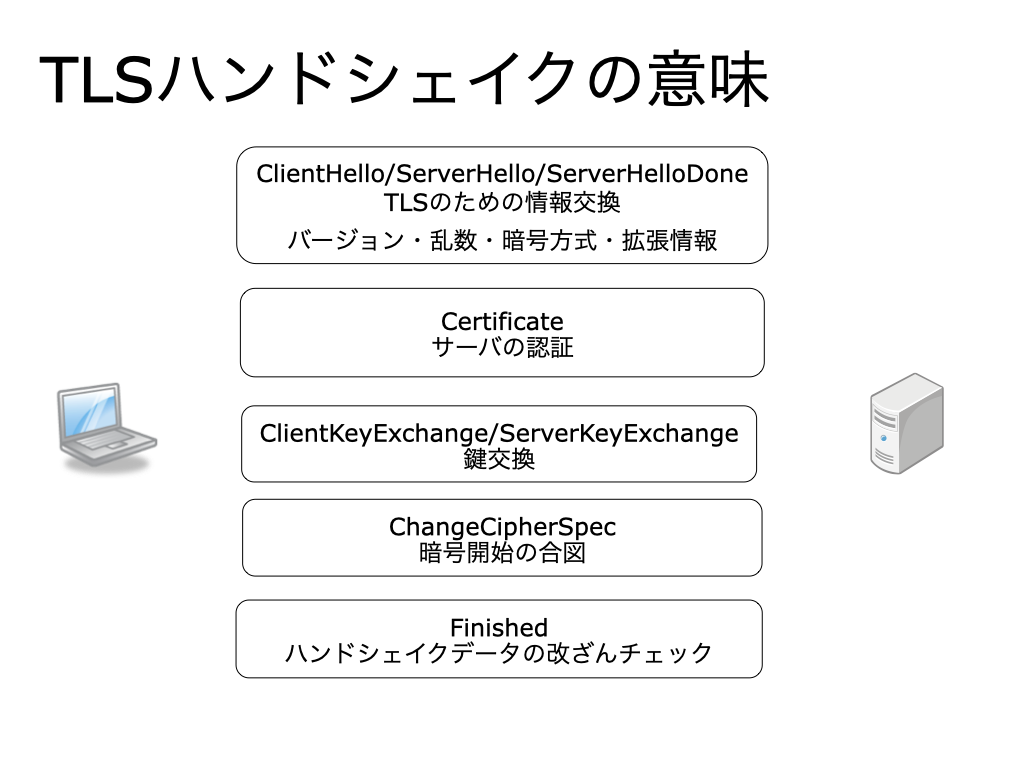 TLSハンドシェイクの意味
ClientHello/ServerHello/ServerHelloDone
TLSのための情報交換
バージョン・乱数・暗号方式・拡張情報
Certificate
サーバの認証
ClientKeyExchange/ServerKeyExchange
鍵交換
ChangeCipherSpec
暗号開始の合図
Finished
ハンドシェイクデータの改ざんチェック